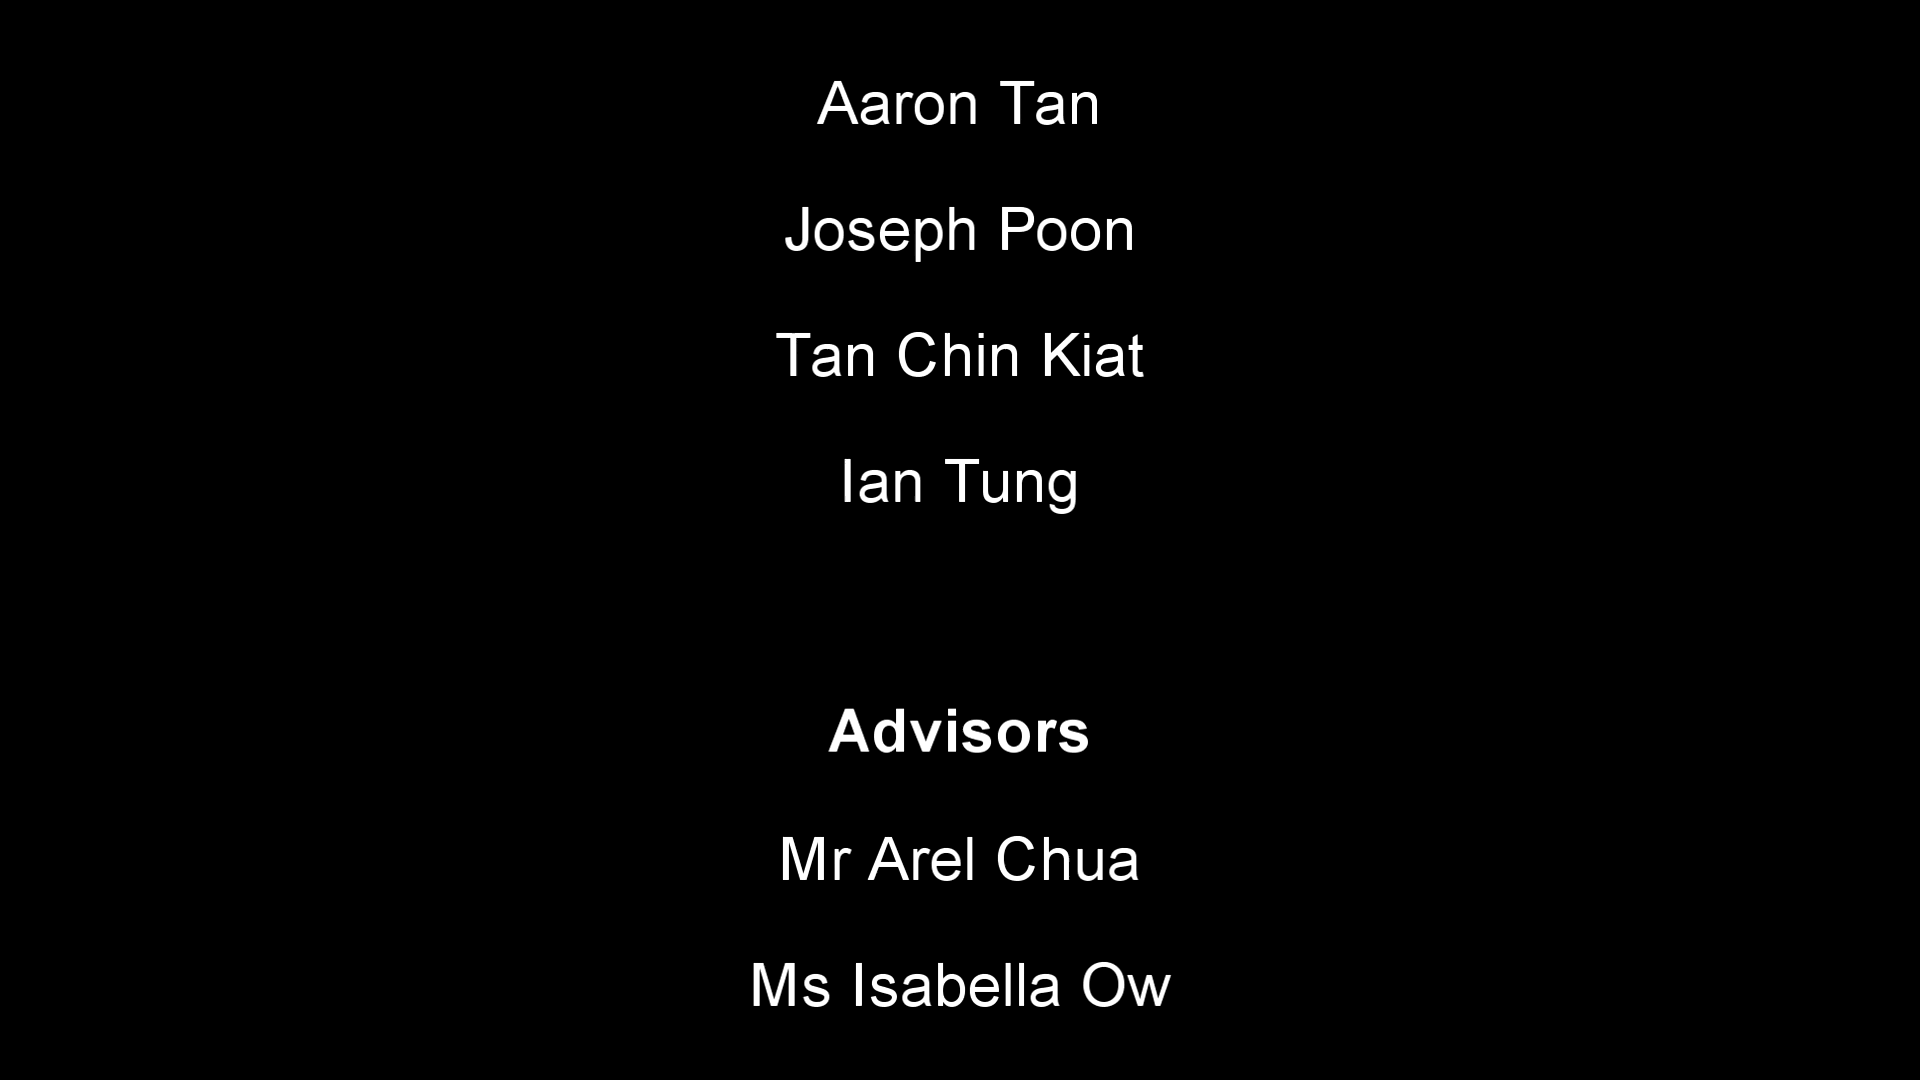 Aaron Tan
Joseph Poon
Tan Chin Kiat
Ian Tung
Advisors
Mr Arel Chua
Ms Isabella Ow